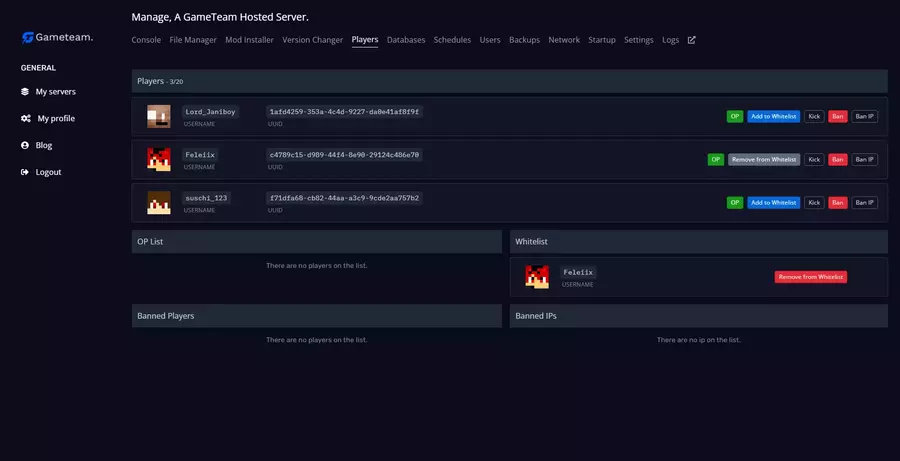 Manage, A GameTeam Hosted Server.
Gameteam.
Console File Manager Mod Installer Version Changer Players Databases Schedules Users Backups Network Startup Settings Logs
GENERAL
My servers
My profile
Blog
Logout
Players - 3/20
Lord_Janiboy 1afd4259-353a-4c4d-9227-da0e41af8f9f OP Add to Whitelist Kick Ban Ban IP
USERNAME UUID
Feleiix c4789c15-d989-44f4-8e90-29124c486e70 OP Remove from Whitelist Kick Ban Ban IP
USERNAME UUID
suschi_123 f71dfa68-cb82-44aa-a3c9-9cde2aa757b2 OP Add to Whitelist Kick Ban Ban IP
USERNAME UUID
OP List
There are no players on the list.
Whitelist
Feleiix Remove from Whitelist
USERNAME
Banned Players
There are no players on the list.
Banned IPs
There are no ip on the list.